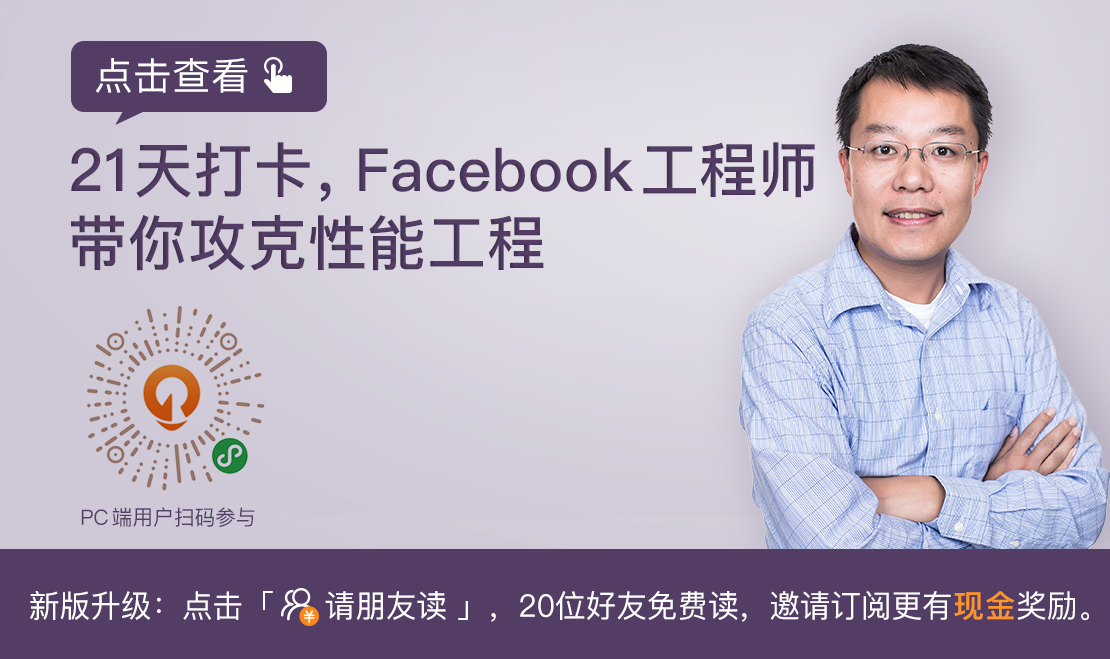 点击查看
21天打卡，Facebook工程师
带你攻克性能工程
PC端用户扫码参与
新版升级：点击「请朋友读」，20位好友免费读，邀请订阅更有现金奖励。